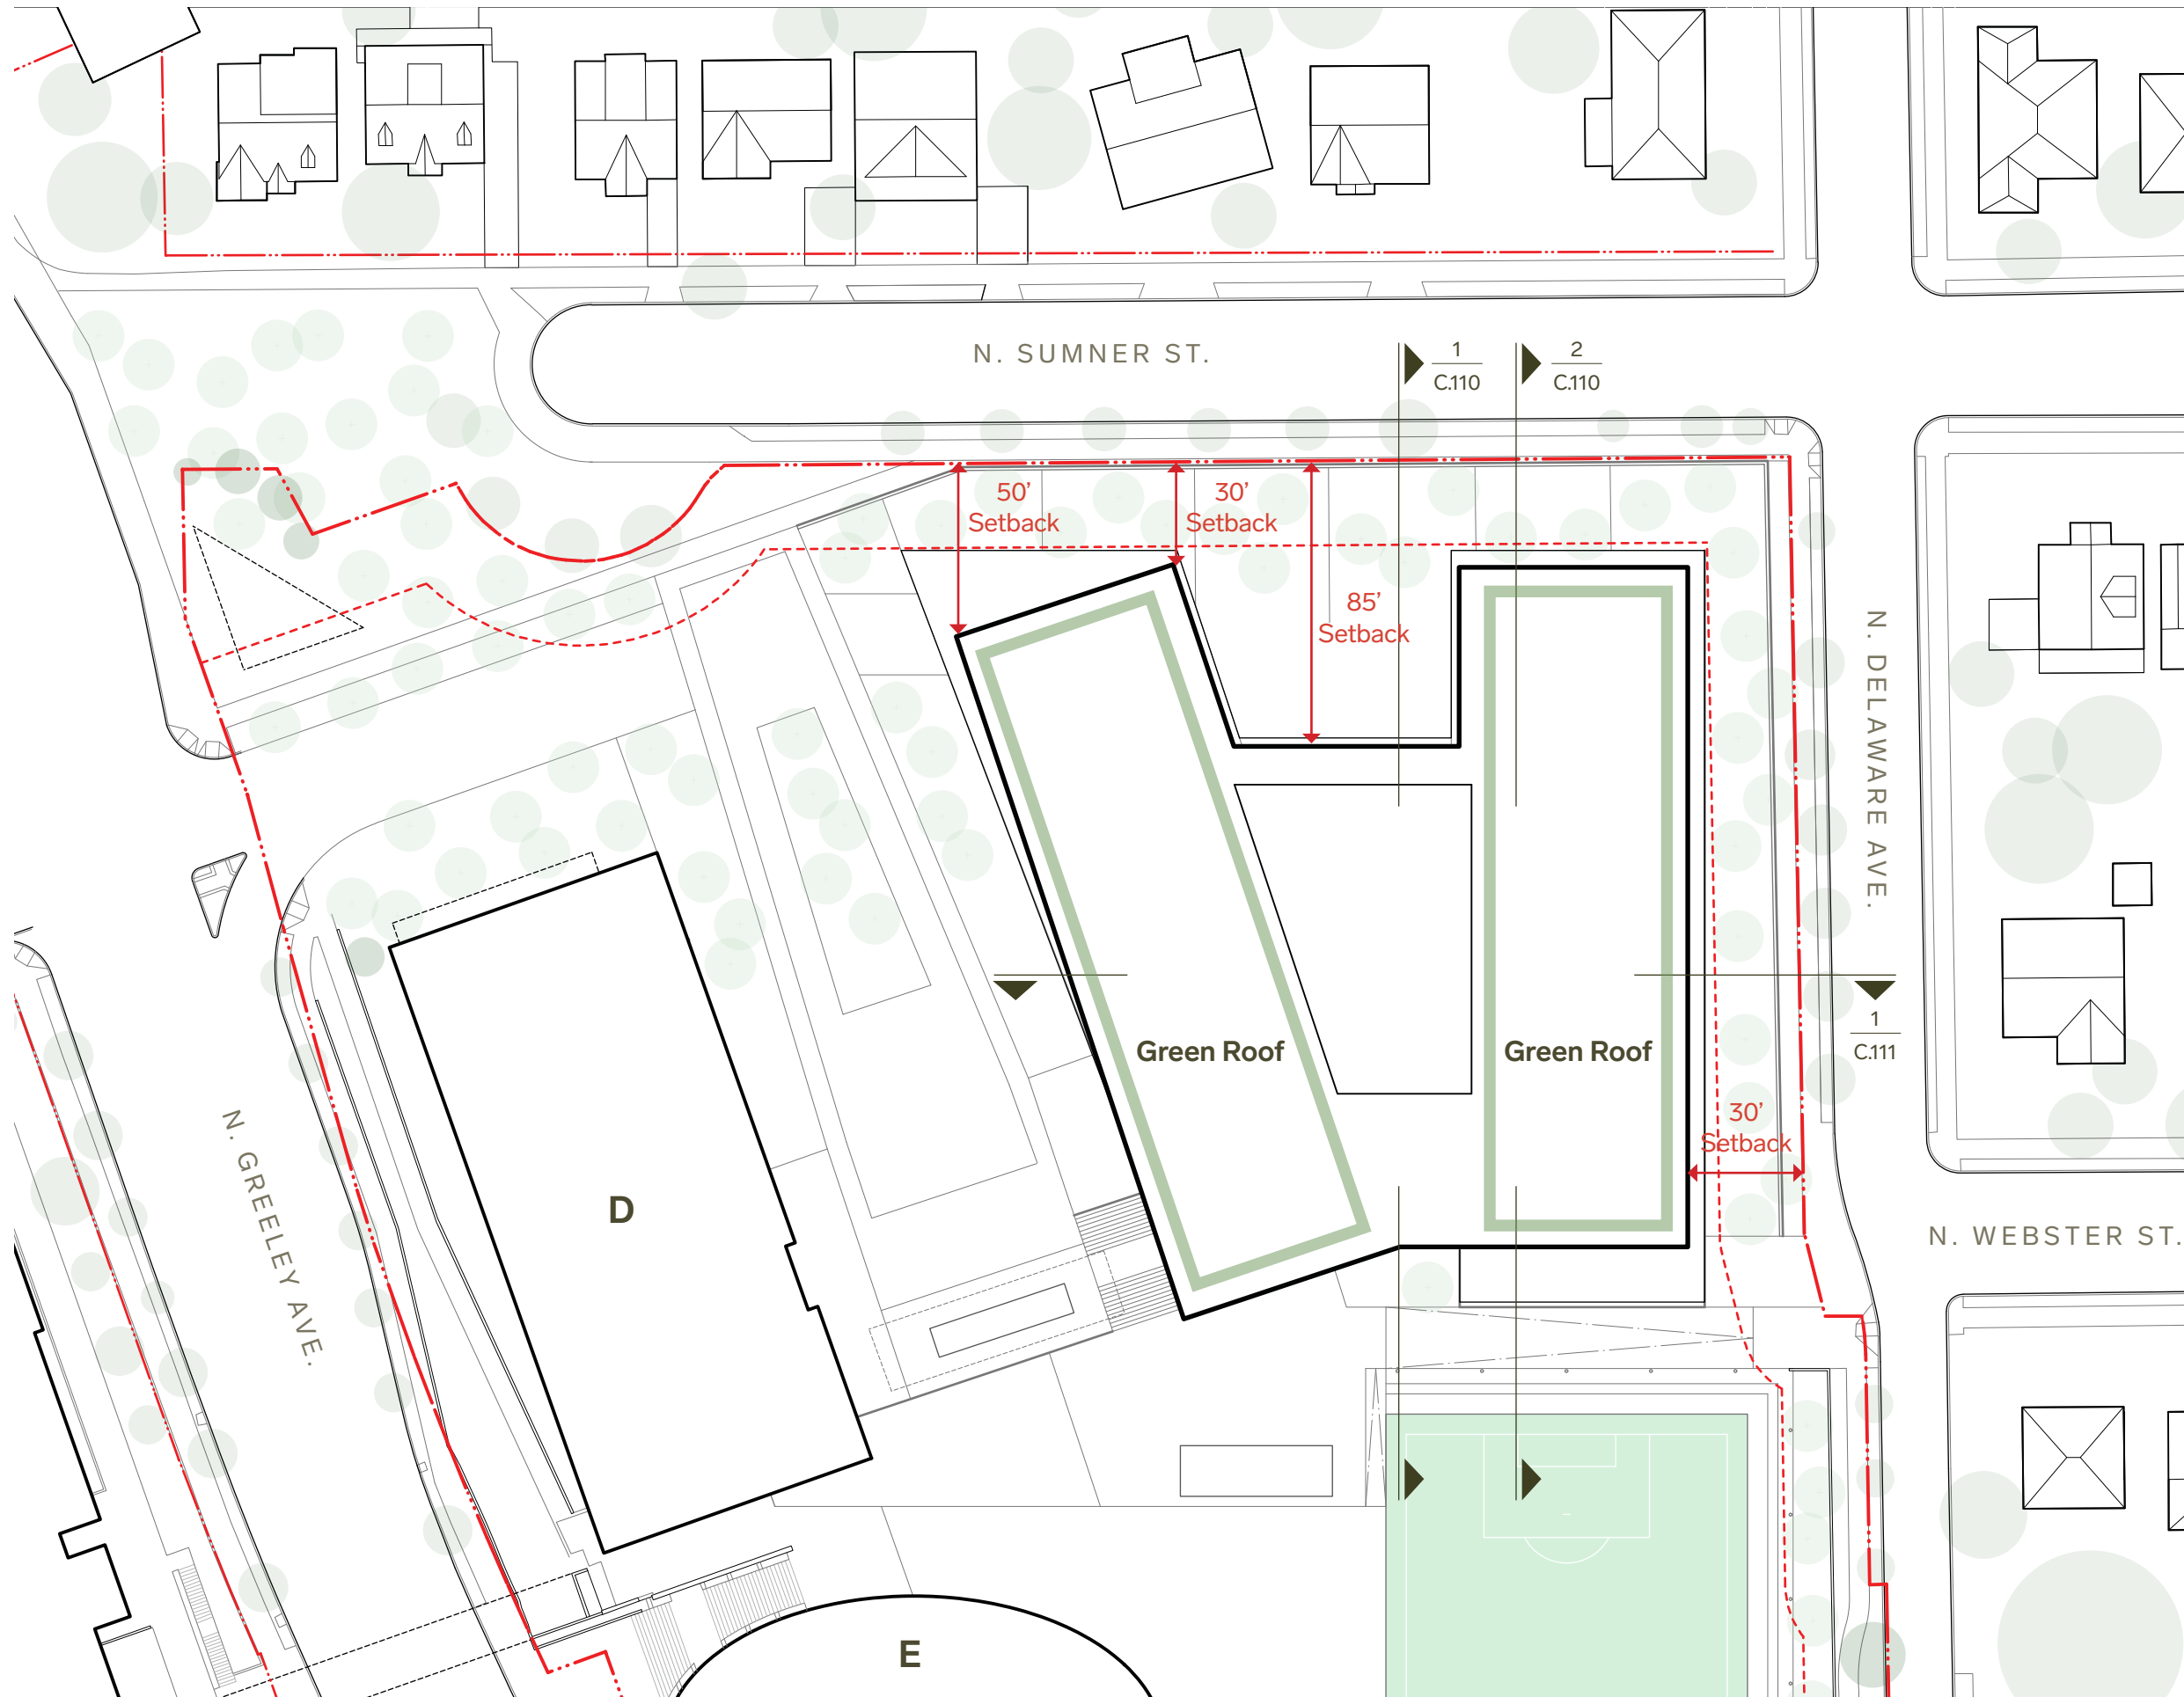 N. SUMNER ST.
1
C.110
2
C.110
50’
Setback
30’
Setback
85’
Setback
N. DELAWARE AVE.
Green Roof
Green Roof
1
C.111
30’
Setback
N. GREELEY AVE.
D
N. WEBSTER ST.
E